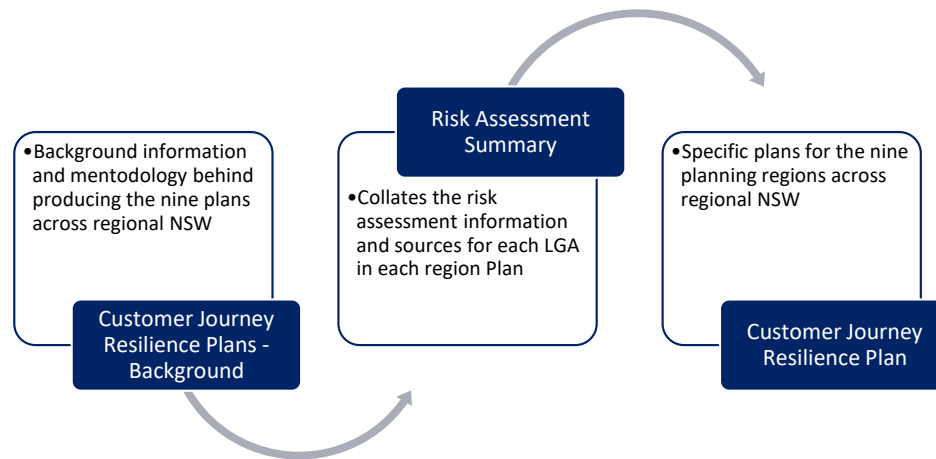 •Background information
and mentodology behind
producing the nine plans
across regional NSW
Customer Journey
Resilience Plans -
Background
Risk Assessment
Summary
•Collates the risk
assessment information
and sources for each LGA
in each region Plan
•Specific plans for the nine
planning regions across
regional NSW
Customer Journey
Resilience Plan